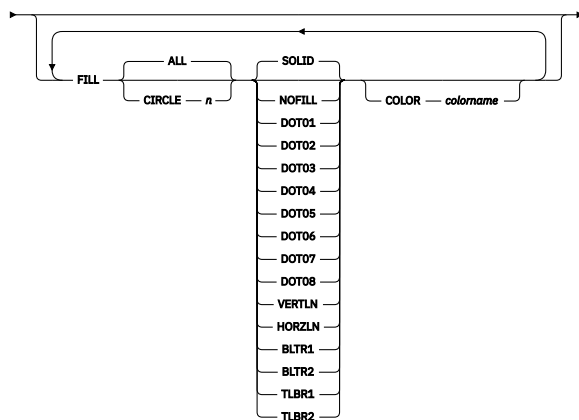 ALL
SOLID
FILL
CIRCLE n
NOFILL
COLOR colorname
DOT01
DOT02
DOT03
DOT04
DOT05
DOT06
DOT07
DOT08
VERTLN
HORZLN
BLTR1
BLTR2
TLBR1
TLBR2